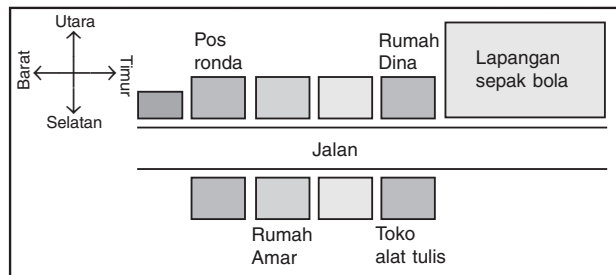 Utara
Barat
Timur
Selatan
Pos
ronda
Rumah
Dina
Lapangan
sepak bola
Jalan
Rumah
Amar
Toko
alat tulis